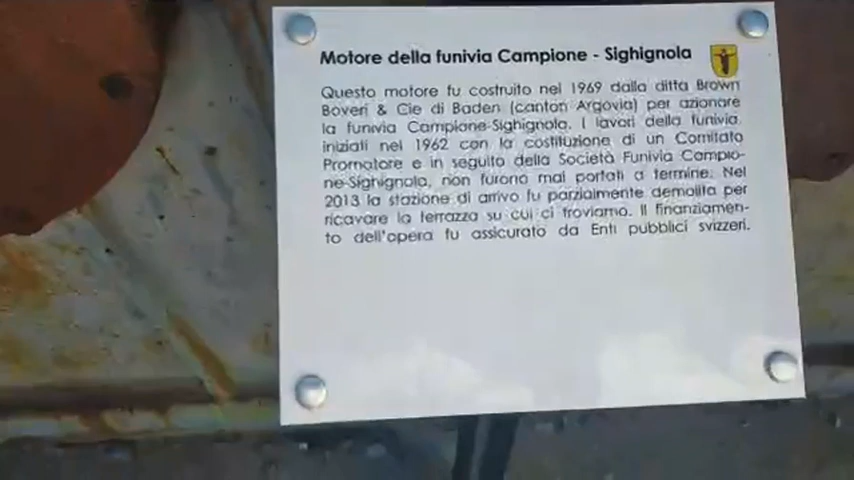 Motore della funivia Campione - Sighignola
Questo motore fu costruito nel 1969 dalla ditta Brown
Boveri & Cie di Baden (canton Argovia) per azionare
la funivia Campione-Sighignola. I lavori della funivia,
iniziati nel 1962 con la costituzione di un Comitato
Promotore e in seguito della Società Funivia Campio-
ne-Sighignola, non furono mai portati a termine. Nel
2013 la stazione di arrivo fu parzialmente demolita per
ricavare la terrazza su cui ci troviamo. Il finanziamen-
to dell'opera fu assicurato da Enti pubblici svizzeri.